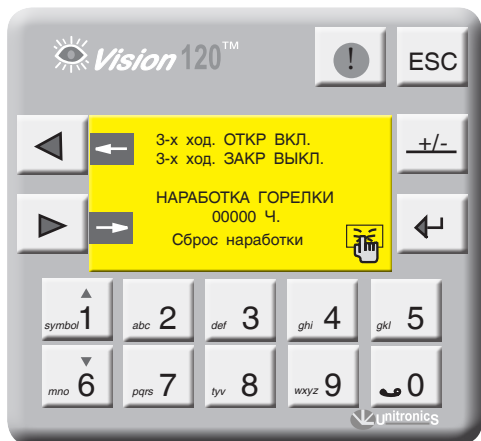 Vision 120™
!
ESC
3-х ход. ОТКР ВКЛ.
3-х ход. ЗАКР ВЫКЛ.
+/-
НАРАБОТКА ГОРЕЛКИ
00000 Ч.
Сброс наработки
symbol 1
abc 2
def 3
ghi 4
gkl 5
mno 6
pqrs 7
tyv 8
wxyz 9
0
Unitronics